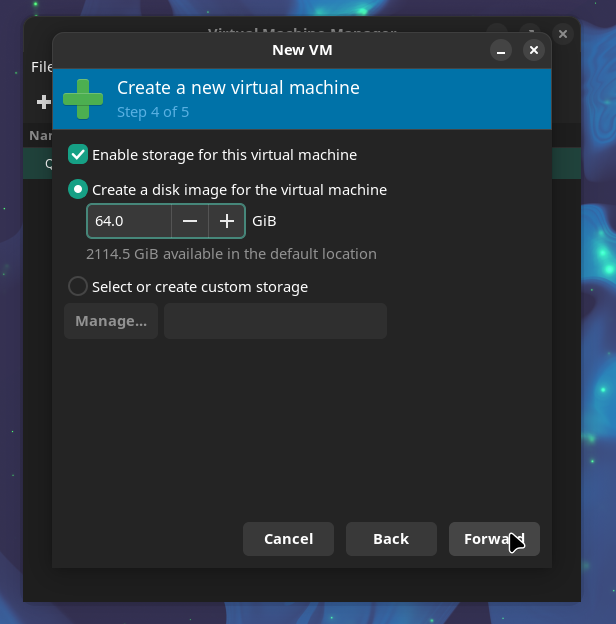 Virtual Machine Manager
New VM
File
Create a new virtual machine
Step 4 of 5
Enable storage for this virtual machine
Create a disk image for the virtual machine
64.0 GiB
2114.5 GiB available in the default location
Select or create custom storage
Manage...
Cancel Back Forward